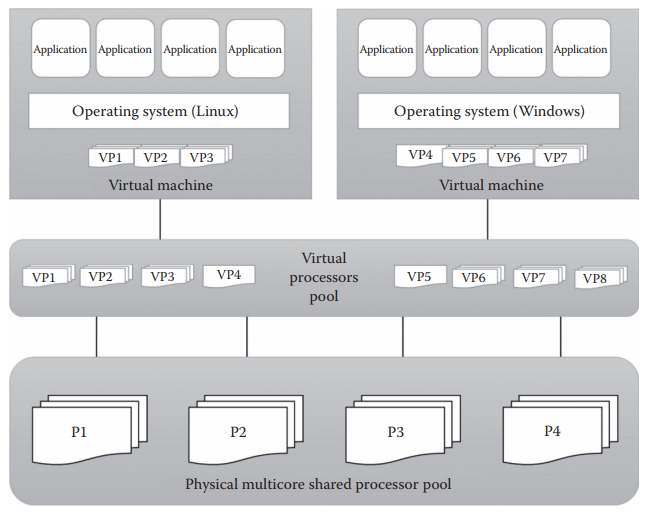 Application Application Application Application
Application Application Application Application
Operating system (Linux)
Operating system (Windows)
VP1 VP2 VP3
VP4 VP5 VP6 VP7
Virtual machine
Virtual machine
VP1 VP2 VP3 VP4
Virtual
processors
pool
VP5 VP6 VP7 VP8
P1 P2 P3 P4
Physical multicore shared processor pool